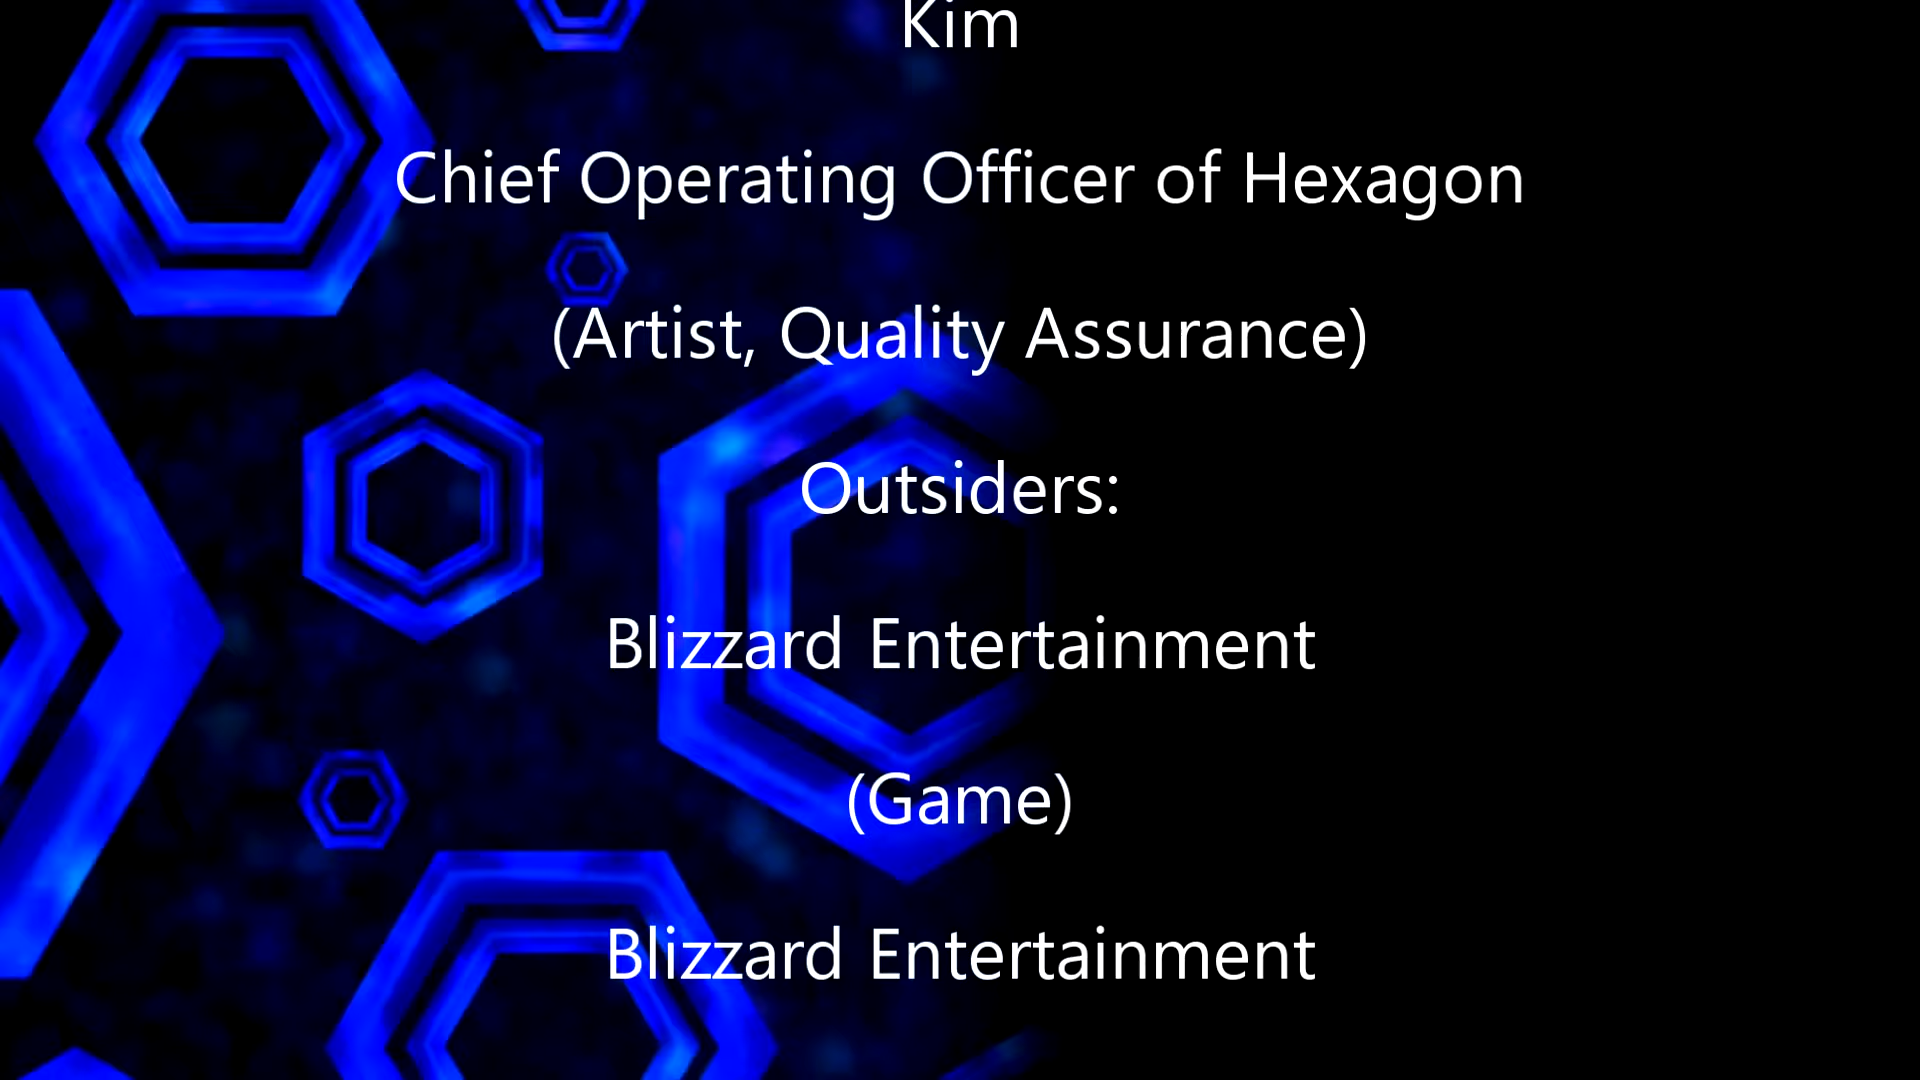 Kim
Chief Operating Officer of Hexagon
(Artist, Quality Assurance)
Outsiders:
Blizzard Entertainment
(Game)
Blizzard Entertainment